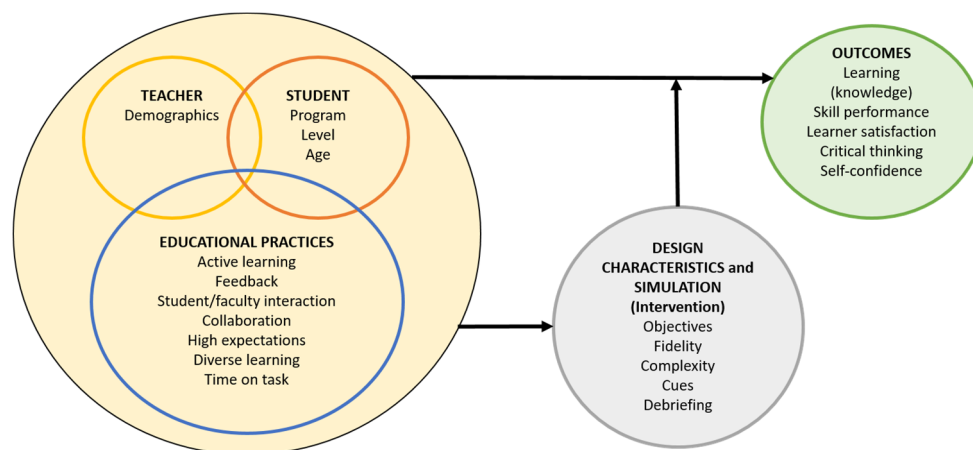 TEACHER
Demographics
STUDENT
Program
Level
Age
EDUCATIONAL PRACTICES
Active learning
Feedback
Student/faculty interaction
Collaboration
High expectations
Diverse learning
Time on task
DESIGN
CHARACTERISTICS and
SIMULATION
(Intervention)
Objectives
Fidelity
Complexity
Cues
Debriefing
OUTCOMES
Learning
(knowledge)
Skill performance
Learner satisfaction
Critical thinking
Self-confidence